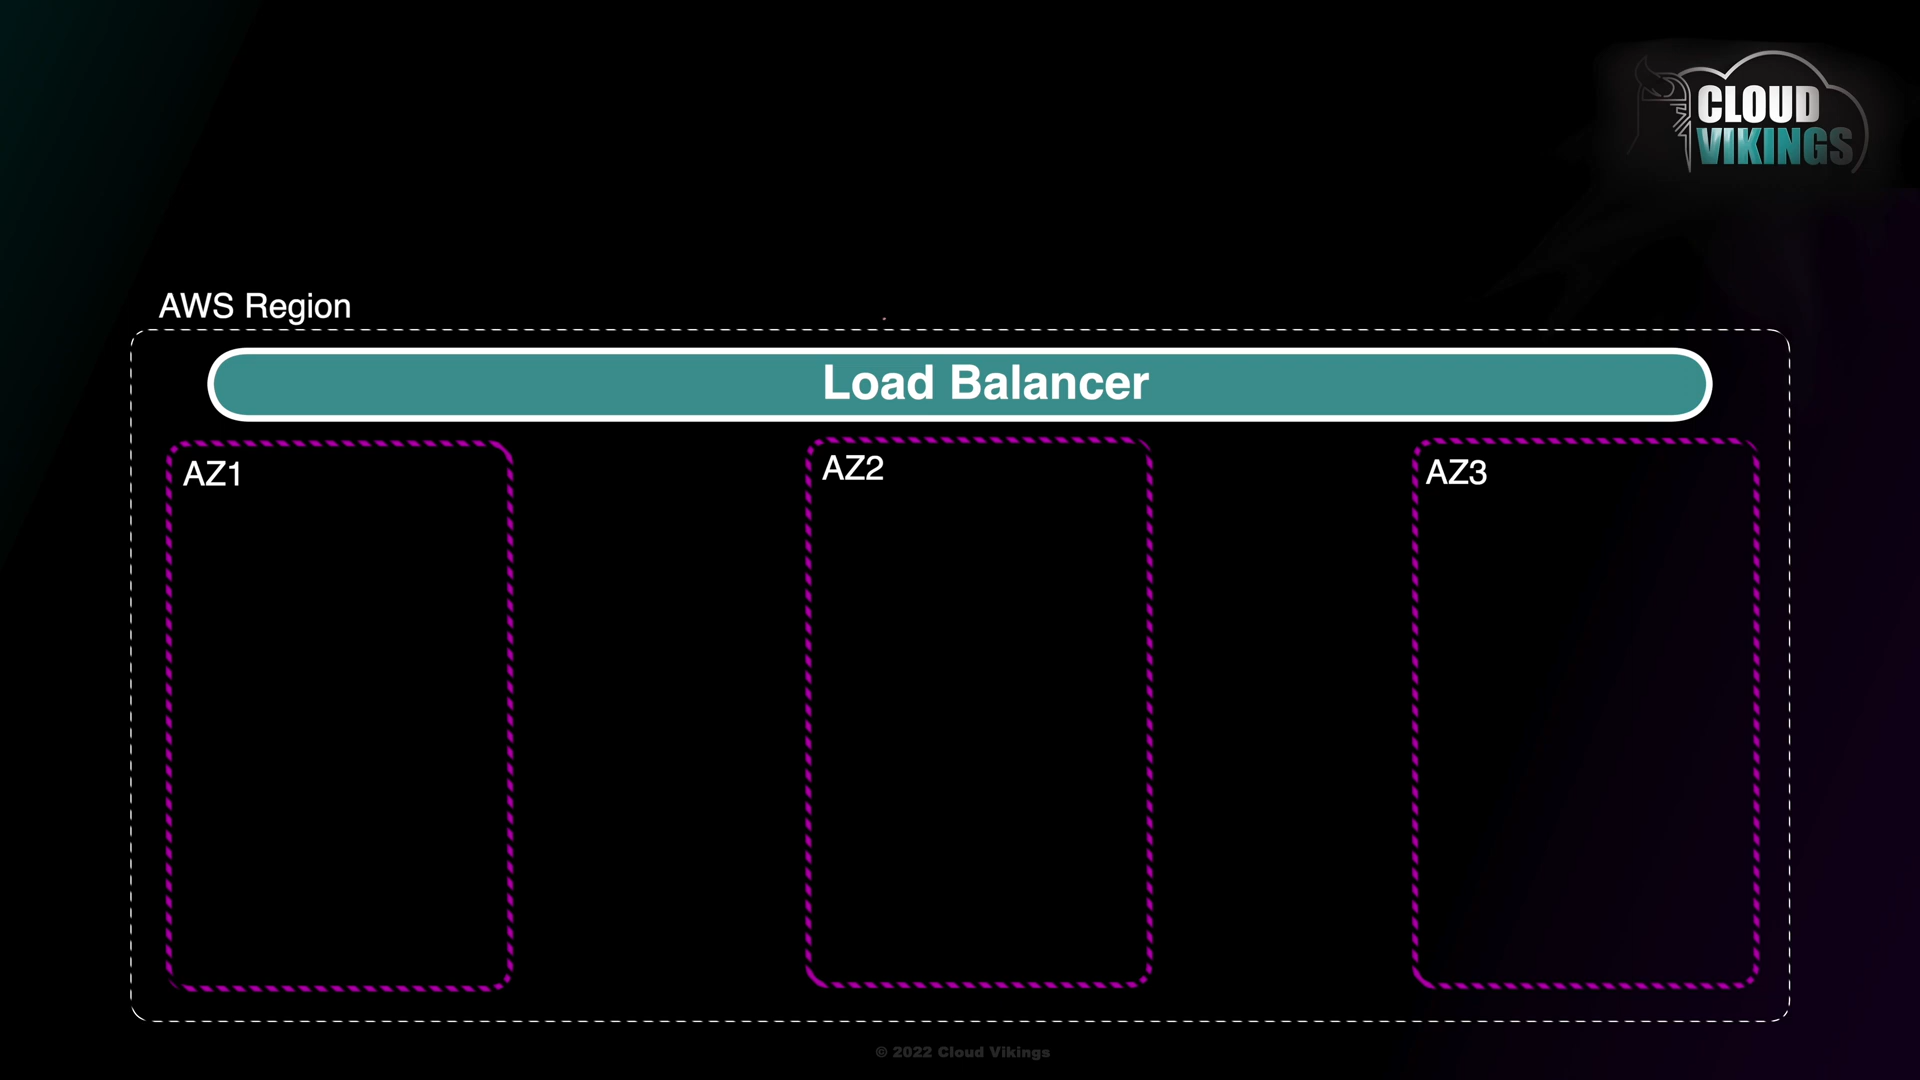 CLOUD
VIKINGS
AWS Region
Load Balancer
AZ1
AZ2
AZ3
© 2022 Cloud Vikings